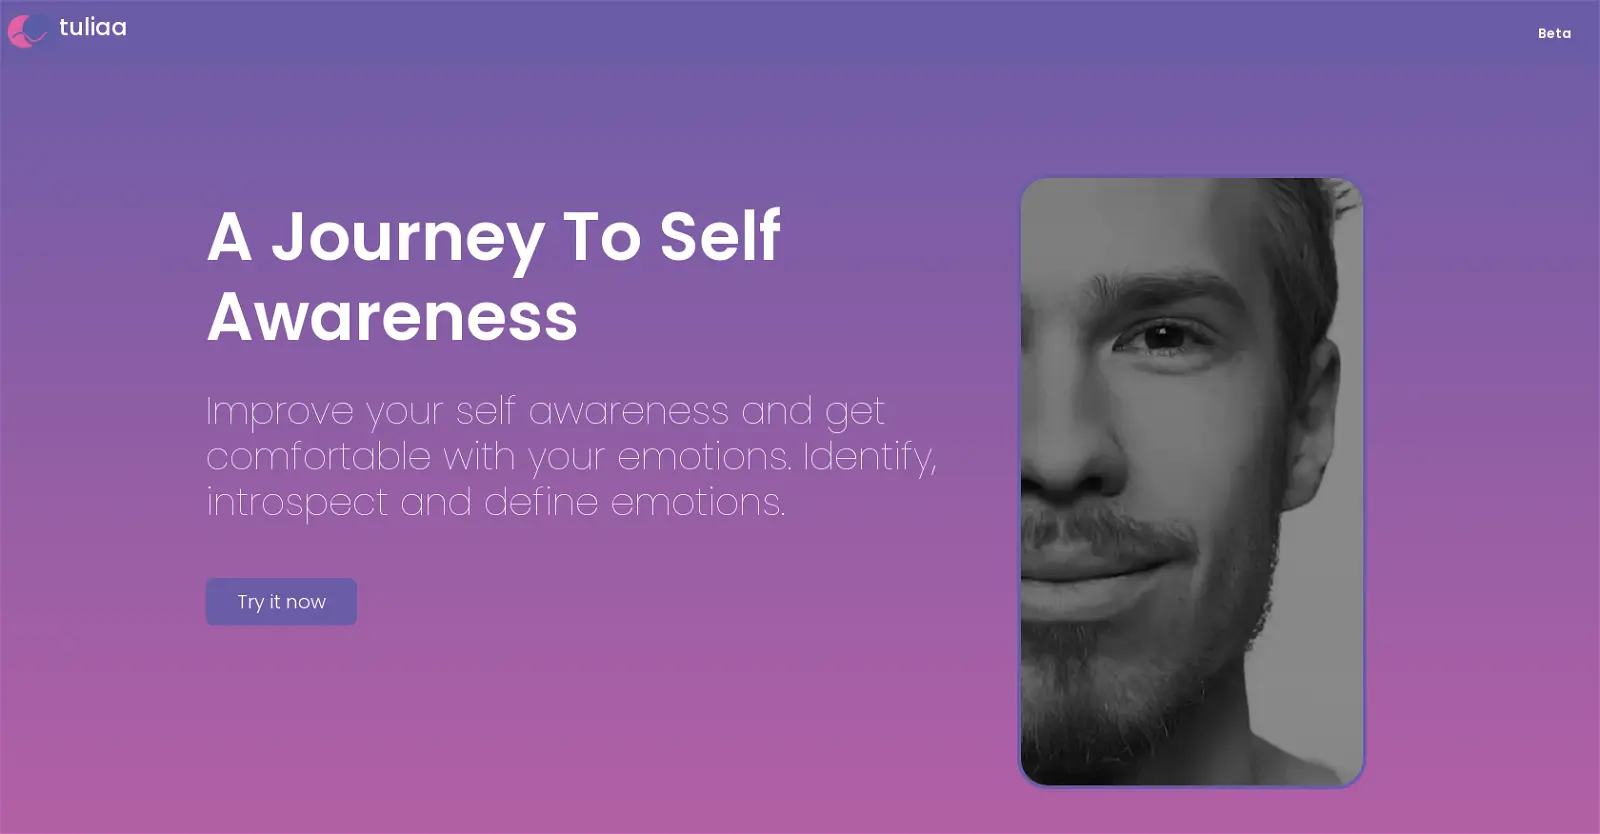 tuliaa
Beta
A Journey To Self
Awareness
Improve your self awareness and get
comfortable with your emotions. Identify,
introspect and define emotions.
Try it now